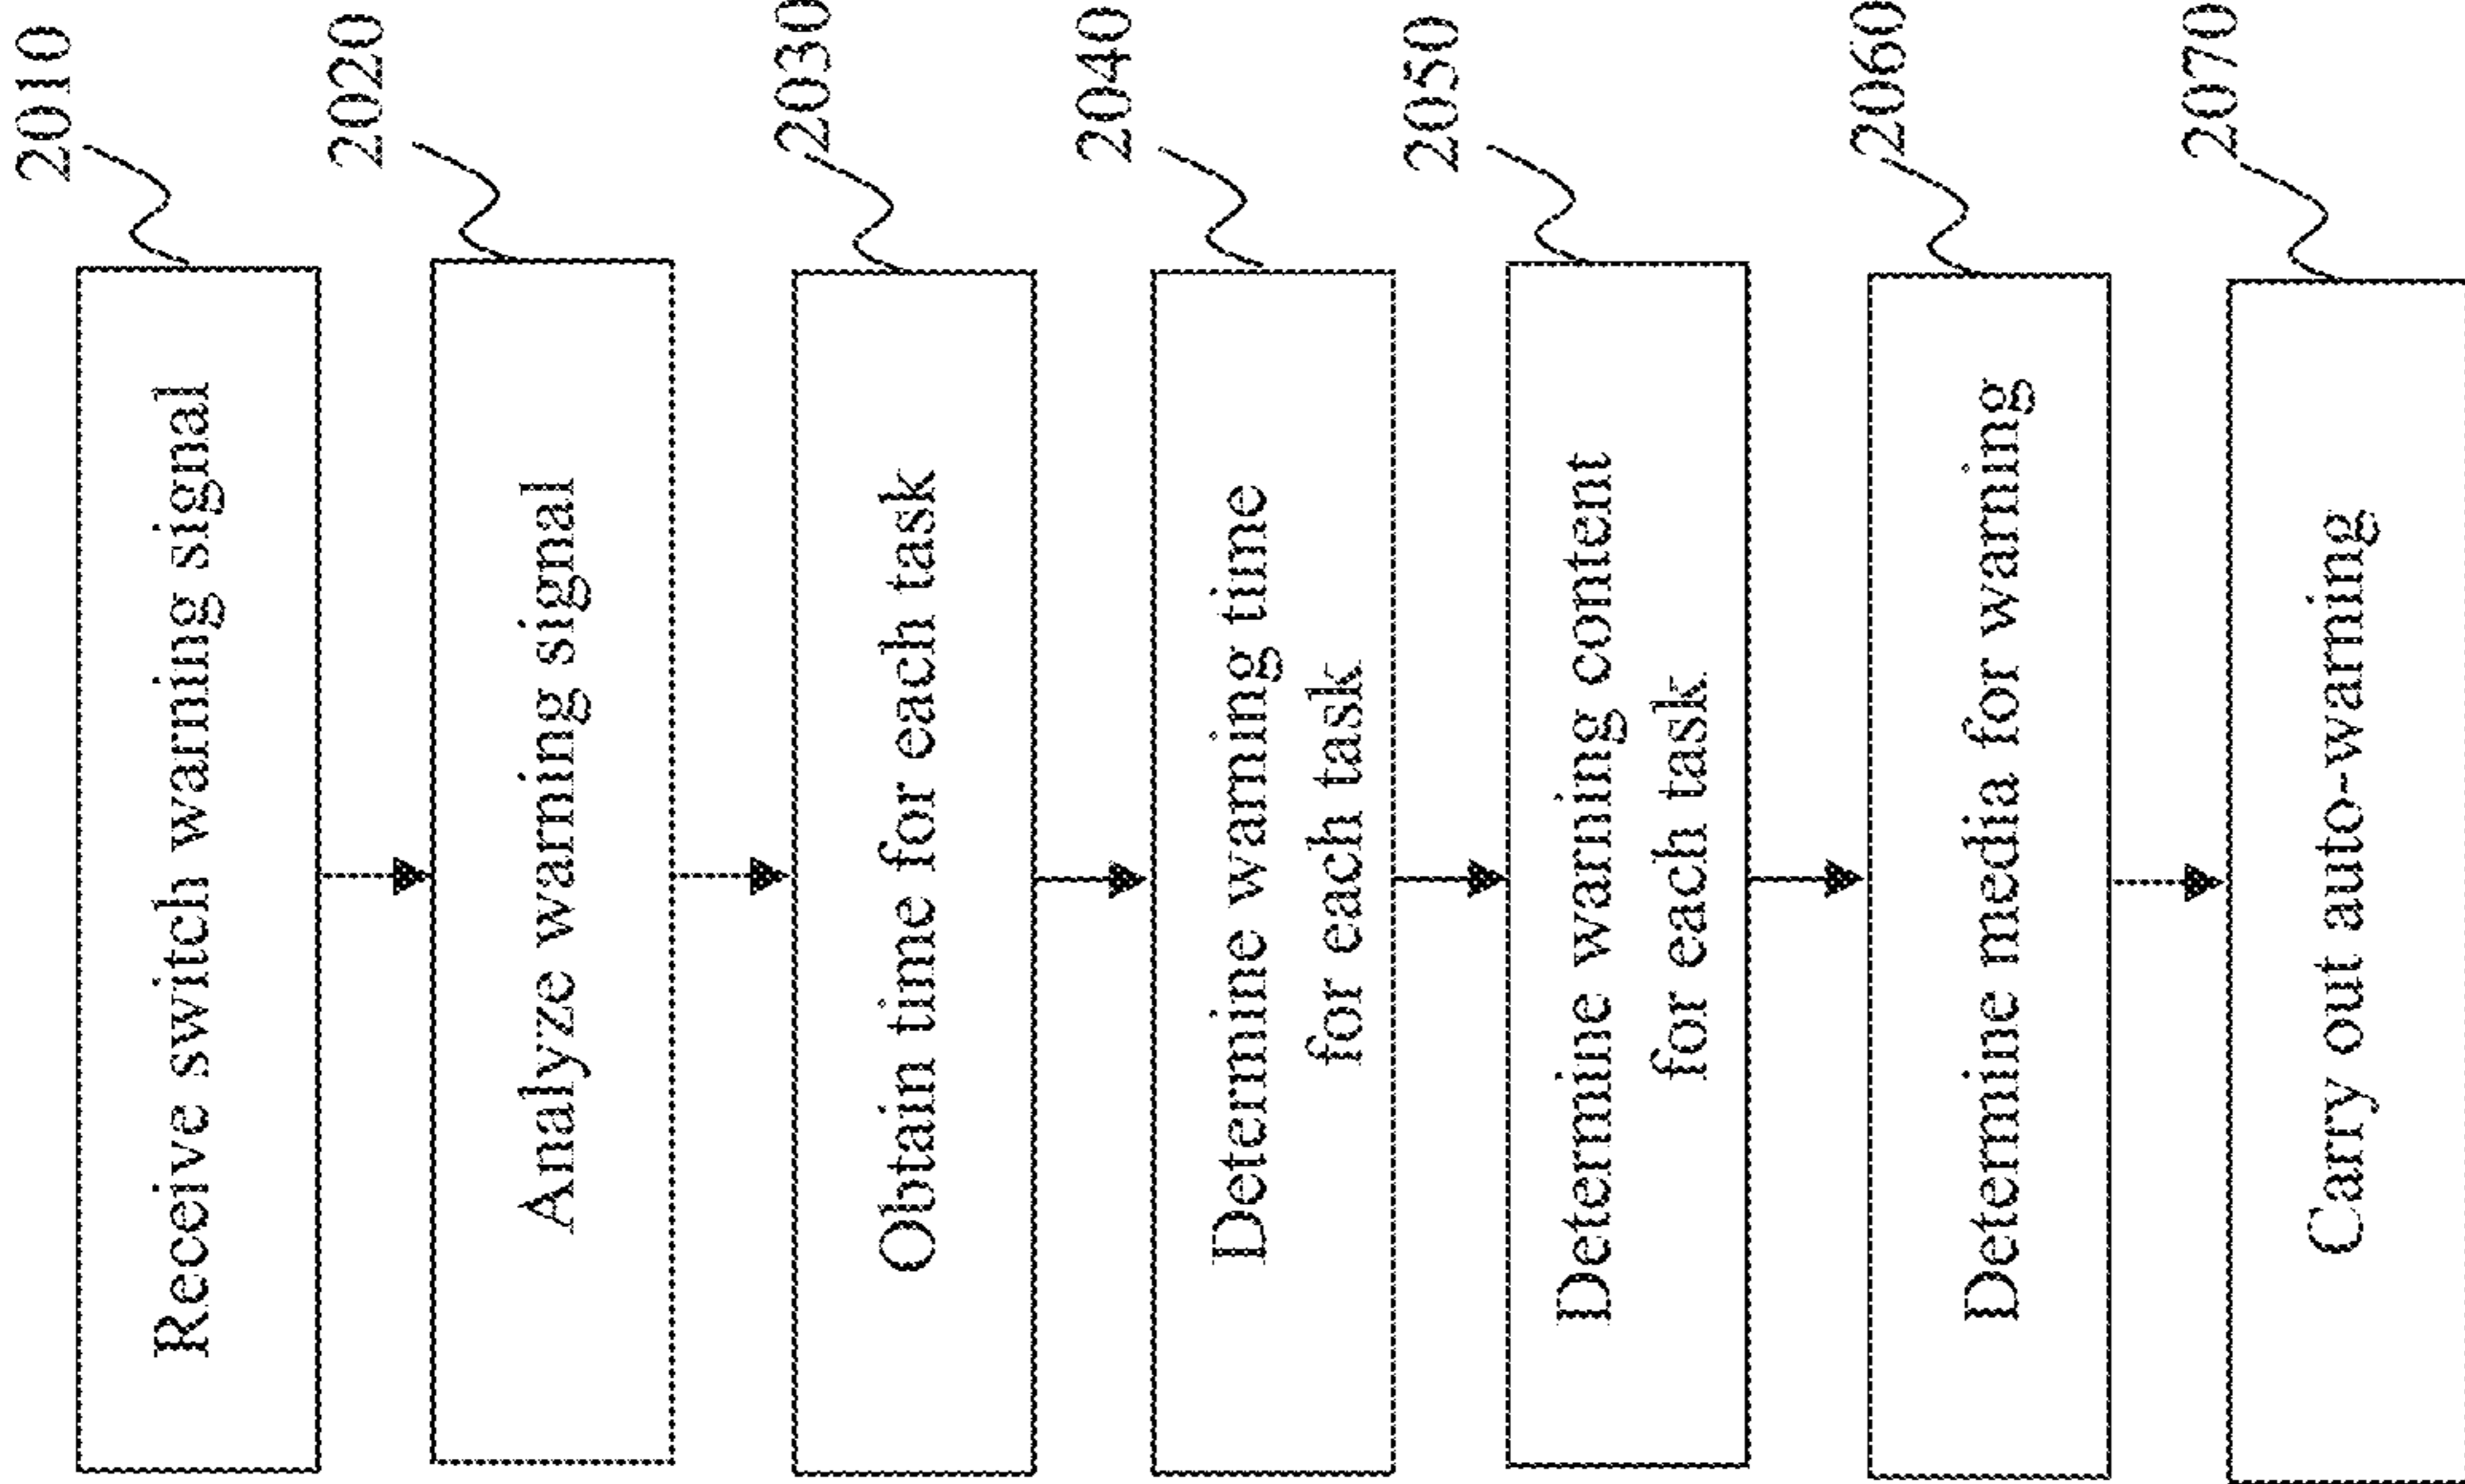 Receive switch warning signal
2010
Analyze warning signal
2020
Obtain time for each task
2030
Determine warning time
for each task
2040
Determine warning content
for each task
2050
Determine media for warning
2060
Carry out auto-warning
2070